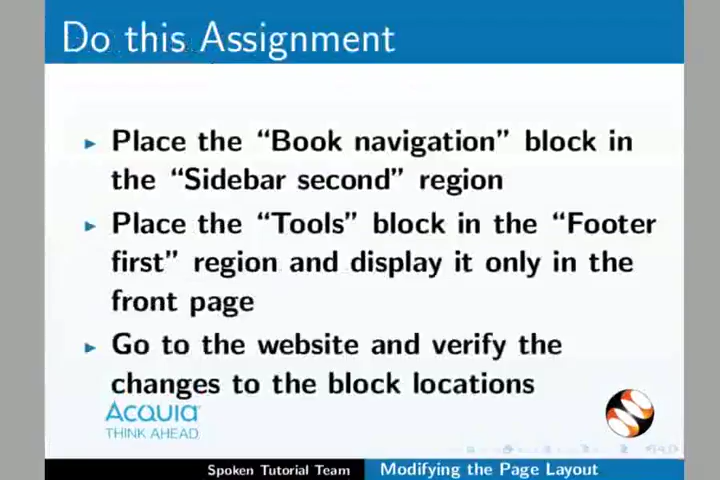 Do this Assignment
Place the “Book navigation” block in
the “Sidebar second” region
Place the “Tools” block in the “Footer
first” region and display it only in the
front page
Go to the website and verify the
changes to the block locations
ACQUIA
THINK AHEAD
Spoken Tutorial Team
Modifying the Page Layout